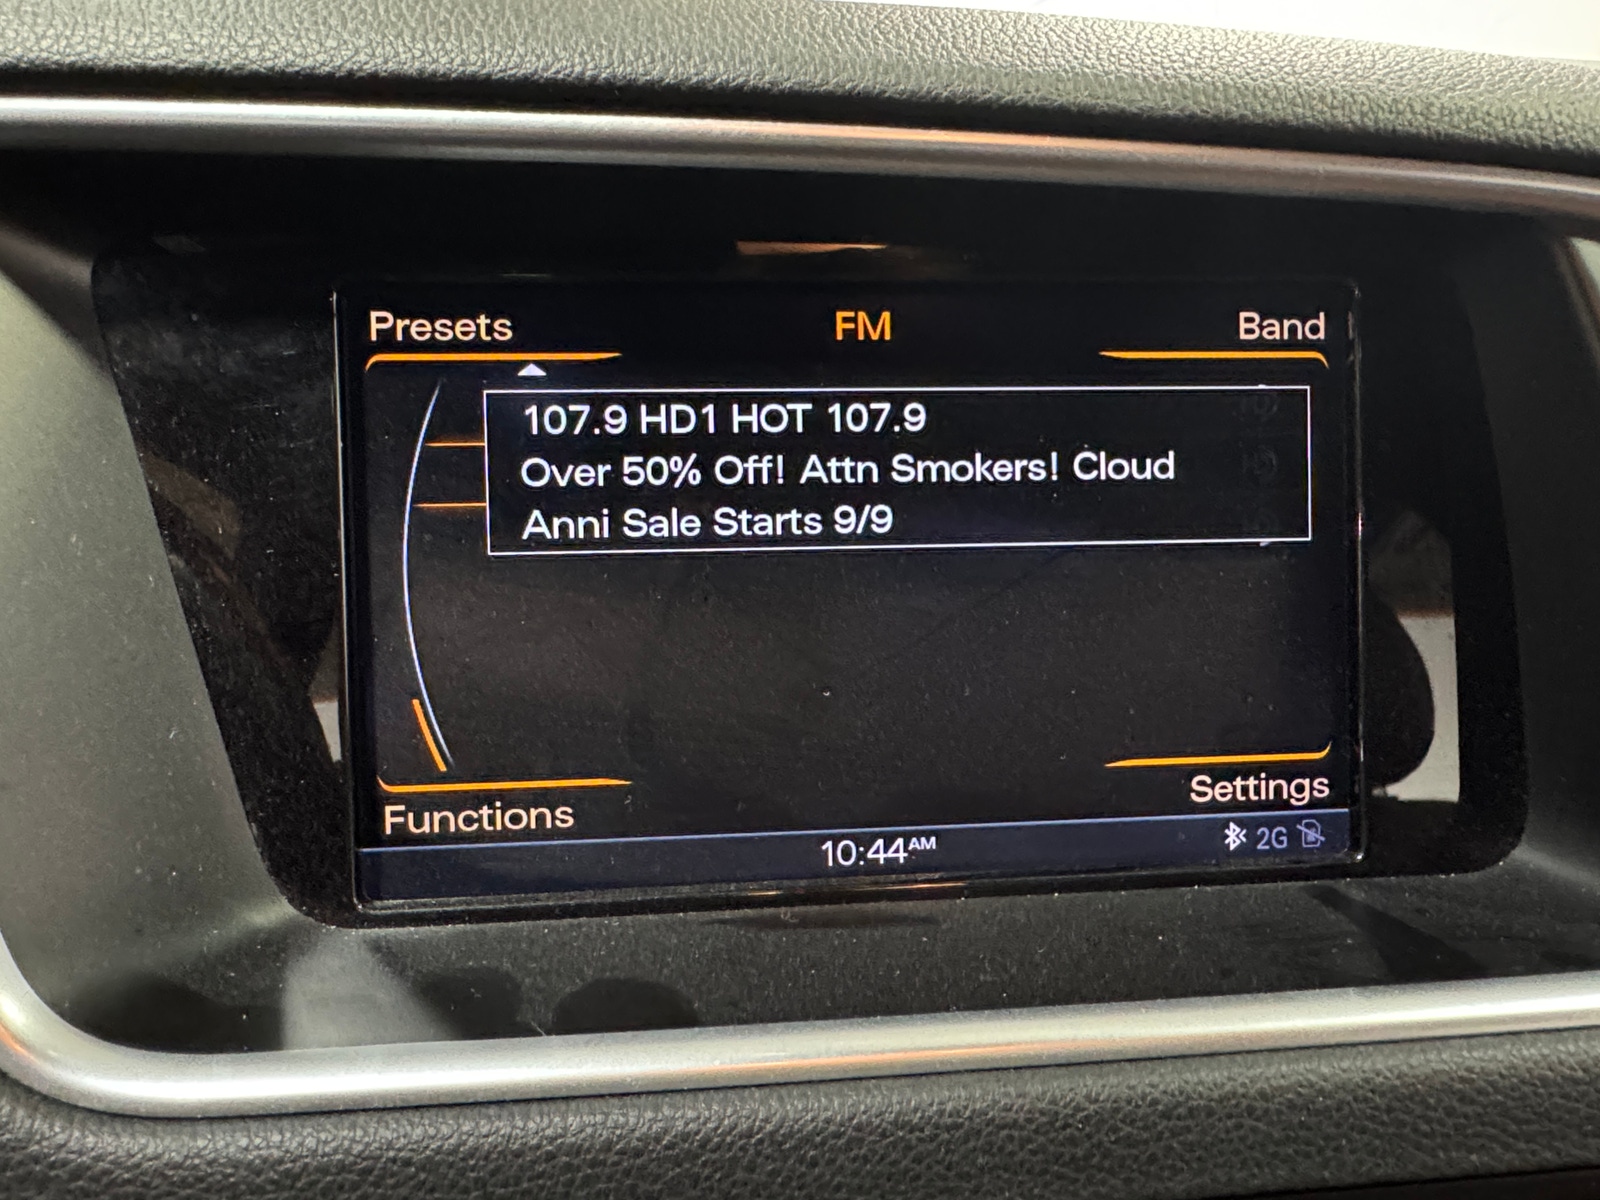 Presets FM Band
107.9 HD1 HOT 107.9
Over 50% Off! Attn Smokers! Cloud
Anni Sale Starts 9/9
Functions Settings
10:44AM 2G